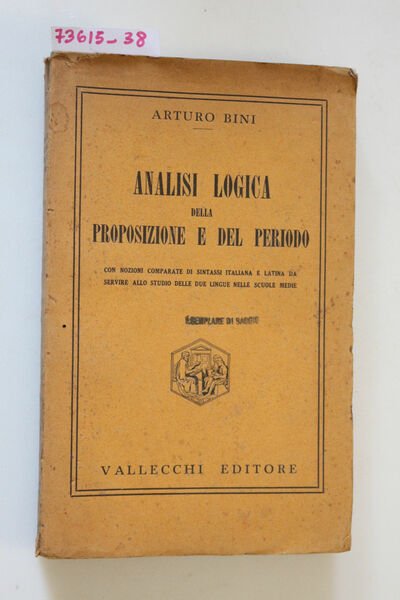 73615-38
ARTURO BINI
ANALISI LOGICA
DELLA
PROPOSIZIONE E DEL PERIODO
CON NOZIONI COMPARATE DI SINTASSI ITALIANA E LATINA DA
SERVIRE ALLO STUDIO DELLE DUE LINGUE NELLE SCUOLE MEDIE
ESEMPLARE DI SAGGIO
VALLECCHI EDITORE